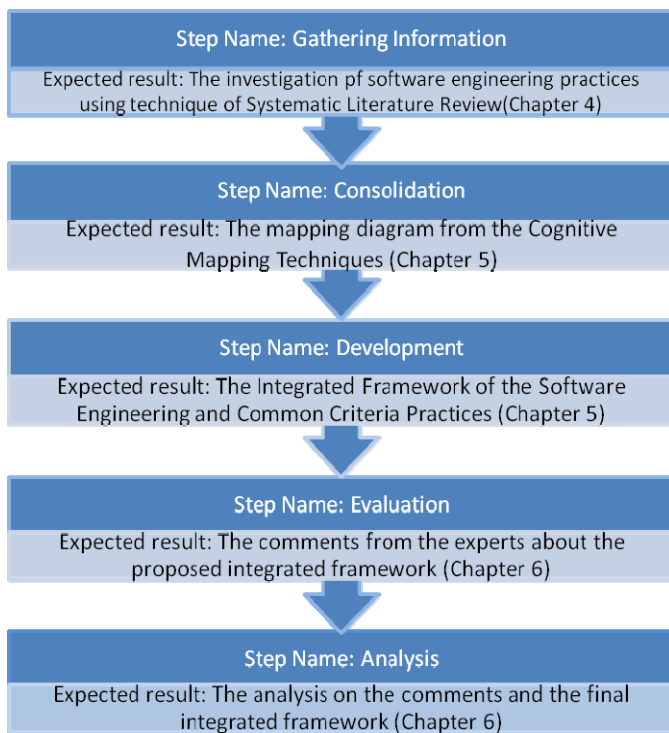 Step Name: Gathering Information
Expected result: The investigation pf software engineering practices
using technique of Systematic Literature Review(Chapter 4)
Step Name: Consolidation
Expected result: The mapping diagram from the Cognitive
Mapping Techniques (Chapter 5)
Step Name: Development
Expected result: The Integrated Framework of the Software
Engineering and Common Criteria Practices (Chapter 5)
Step Name: Evaluation
Expected result: The comments from the experts about the
proposed integrated framework (Chapter 6)
Step Name: Analysis
Expected result: The analysis on the comments and the final
integrated framework (Chapter 6)